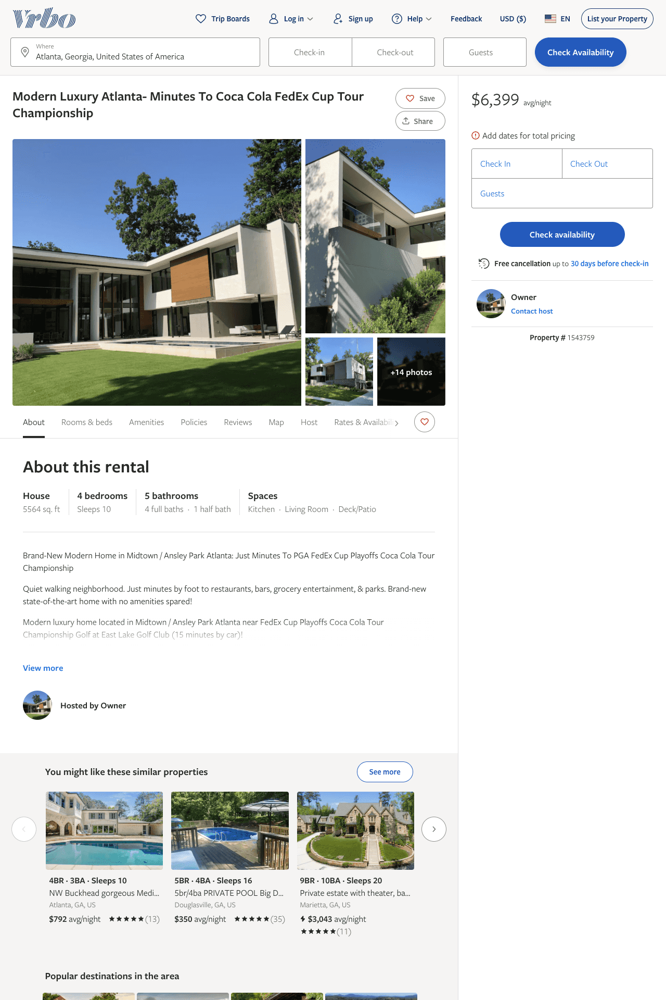 Vrbo
Trip Boards
Log in
Sign up
Help
Feedback
USD ($)
EN
List your Property
Where
Atlanta, Georgia, United States of America
Check-in
Check-out
Guests
Check Availability
Modern Luxury Atlanta- Minutes To Coca Cola FedEx Cup Tour
Championship
Save
Share
+14 photos
$6,399 avg/night
Add dates for total pricing
Check In
Check Out
Guests
Check availability
Free cancellation up to 30 days before check-in
Owner
Contact host
Property # 1543759
About
Rooms & beds
Amenities
Policies
Reviews
Map
Host
Rates & Availabili
About this rental
House
5564 sq. ft
4 bedrooms
Sleeps 10
5 bathrooms
4 full baths · 1 half bath
Spaces
Kitchen · Living Room · Deck/Patio
Brand-New Modern Home in Midtown / Ansley Park Atlanta: Just Minutes To PGA FedEx Cup Playoffs Coca Cola Tour
Championship
Quiet walking neighborhood. Just minutes by foot to restaurants, bars, grocery entertainment, & parks. Brand-new
state-of-the-art home with no amenities spared!
Modern luxury home located in Midtown / Ansley Park Atlanta near FedEx Cup Playoffs Coca Cola Tour
Championship Golf at East Lake Golf Club (15 minutes by car)!
View more
Hosted by Owner
You might like these similar properties
See more
4BR · 3BA · Sleeps 10
NW Buckhead gorgeous Medi...
Atlanta, GA, US
$792 avg/night ★★★★★(13)
5BR · 4BA · Sleeps 16
5br/4ba PRIVATE POOL Big D...
Douglasville, GA, US
$350 avg/night ★★★★★(35)
9BR · 10BA · Sleeps 20
Private estate with theater, ba...
Marietta, GA, US
$3,043 avg/night
★★★★★(11)
Popular destinations in the area